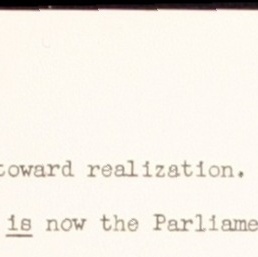 toward realization.
is now the Parliame